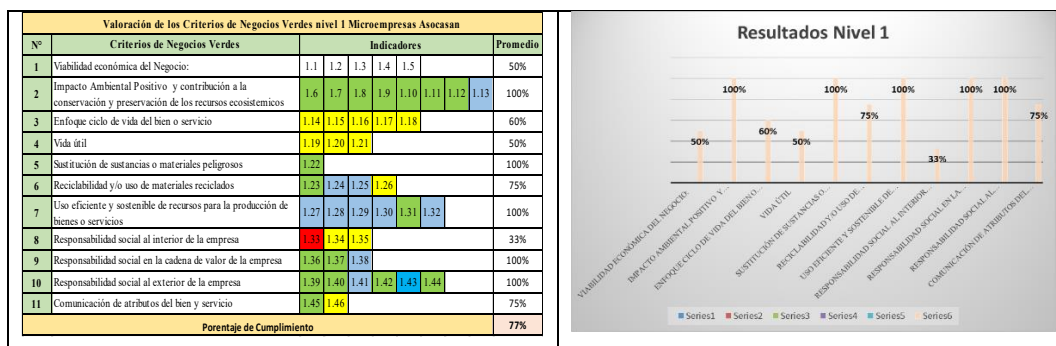 Valoración de los Criterios de Negocios Verdes nivel 1 Microempresas Asocasan
N° Criterios de Negocios Verdes Indicadores Promedio
1 Viabilidad económica del Negocio: 1.1 1.2 1.3 1.4 1.5 50%
2 Impacto Ambiental Positivo y contribución a la
conservación y preservación de los recursos ecosistemicos 1.6 1.7 1.8 1.9 1.10 1.11 1.12 1.13 100%
3 Enfoque ciclo de vida del bien o servicio 1.14 1.15 1.16 1.17 1.18 60%
4 Vida útil 1.19 1.20 1.21 50%
5 Sustitución de sustancias o materiales peligrosos 1.22 100%
6 Reciclabilidad y/o uso de materiales reciclados 1.23 1.24 1.25 1.26 75%
7 Uso eficiente y sostenible de recursos para la producción de
bienes o servicios 1.27 1.28 1.29 1.30 1.31 1.32 100%
8 Responsabilidad social al interior de la empresa 1.33 1.34 1.35 33%
9 Responsabilidad social en la cadena de valor de la empresa 1.36 1.37 1.38 100%
10 Responsabilidad social al exterior de la empresa 1.39 1.40 1.41 1.42 1.43 1.44 100%
11 Comunicación de atributos del bien y servicio 1.45 1.46 75%
Porentaje de Cumplimiento 77%
Resultados Nivel 1
50%
100%
60%
50%
100%
75%
100%
33%
100%
100%
75%
VIABILIDAD ECONÓMICA DEL NEGOCIO:
IMPACTO AMBIENTAL POSITIVO Y...
ENFOQUE CICLO DE VIDA DEL BIEN O...
VIDA ÚTIL
SUSTITUCIÓN DE SUSTANCIAS O...
RECICLABILIDAD Y/O USO DE...
USO EFICIENTE Y SOSTENIBLE DE...
RESPONSABILIDAD SOCIAL AL INTERIOR...
RESPONSABILIDAD SOCIAL EN LA...
RESPONSABILIDAD SOCIAL AL...
COMUNICACIÓN DE ATRIBUTOS DEL...
Series1 Series2 Series3 Series4 Series5 Series6